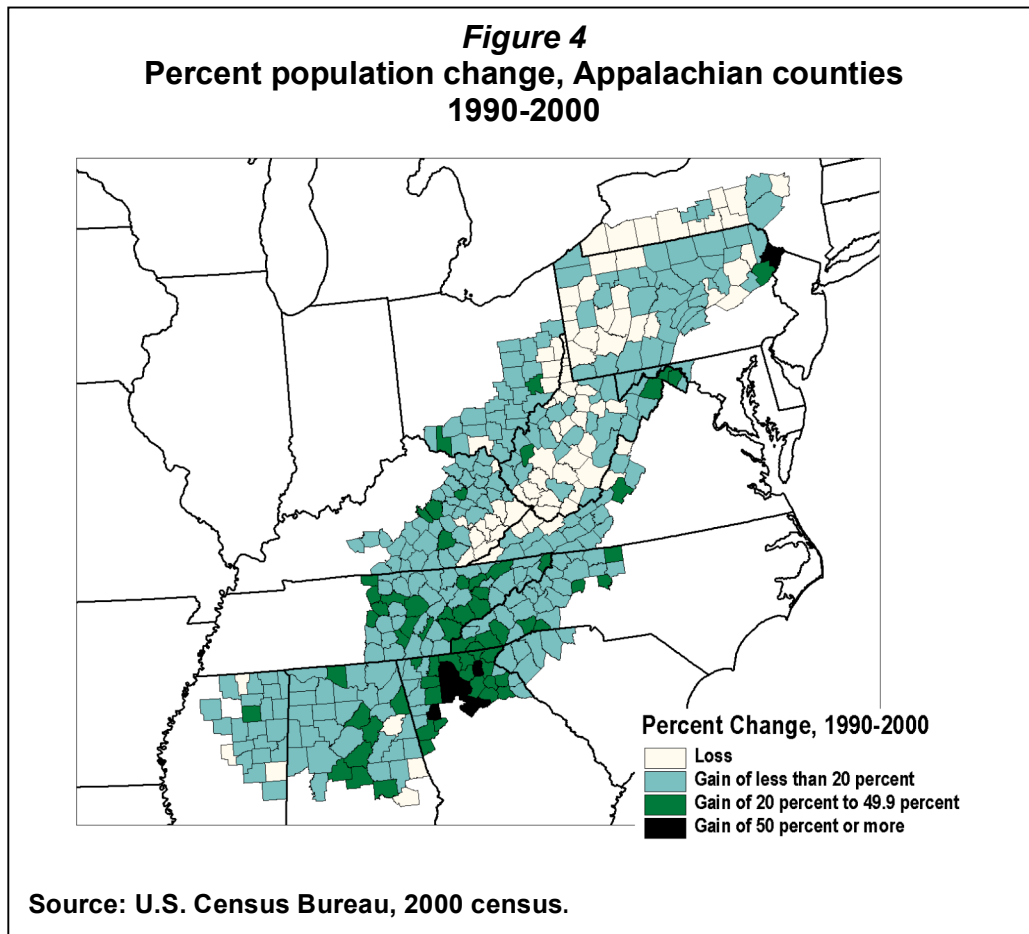 Figure 4
Percent population change, Appalachian counties
1990-2000
Percent Change, 1990-2000
Loss
Gain of less than 20 percent
Gain of 20 percent to 49.9 percent
Gain of 50 percent or more
Source: U.S. Census Bureau, 2000 census.